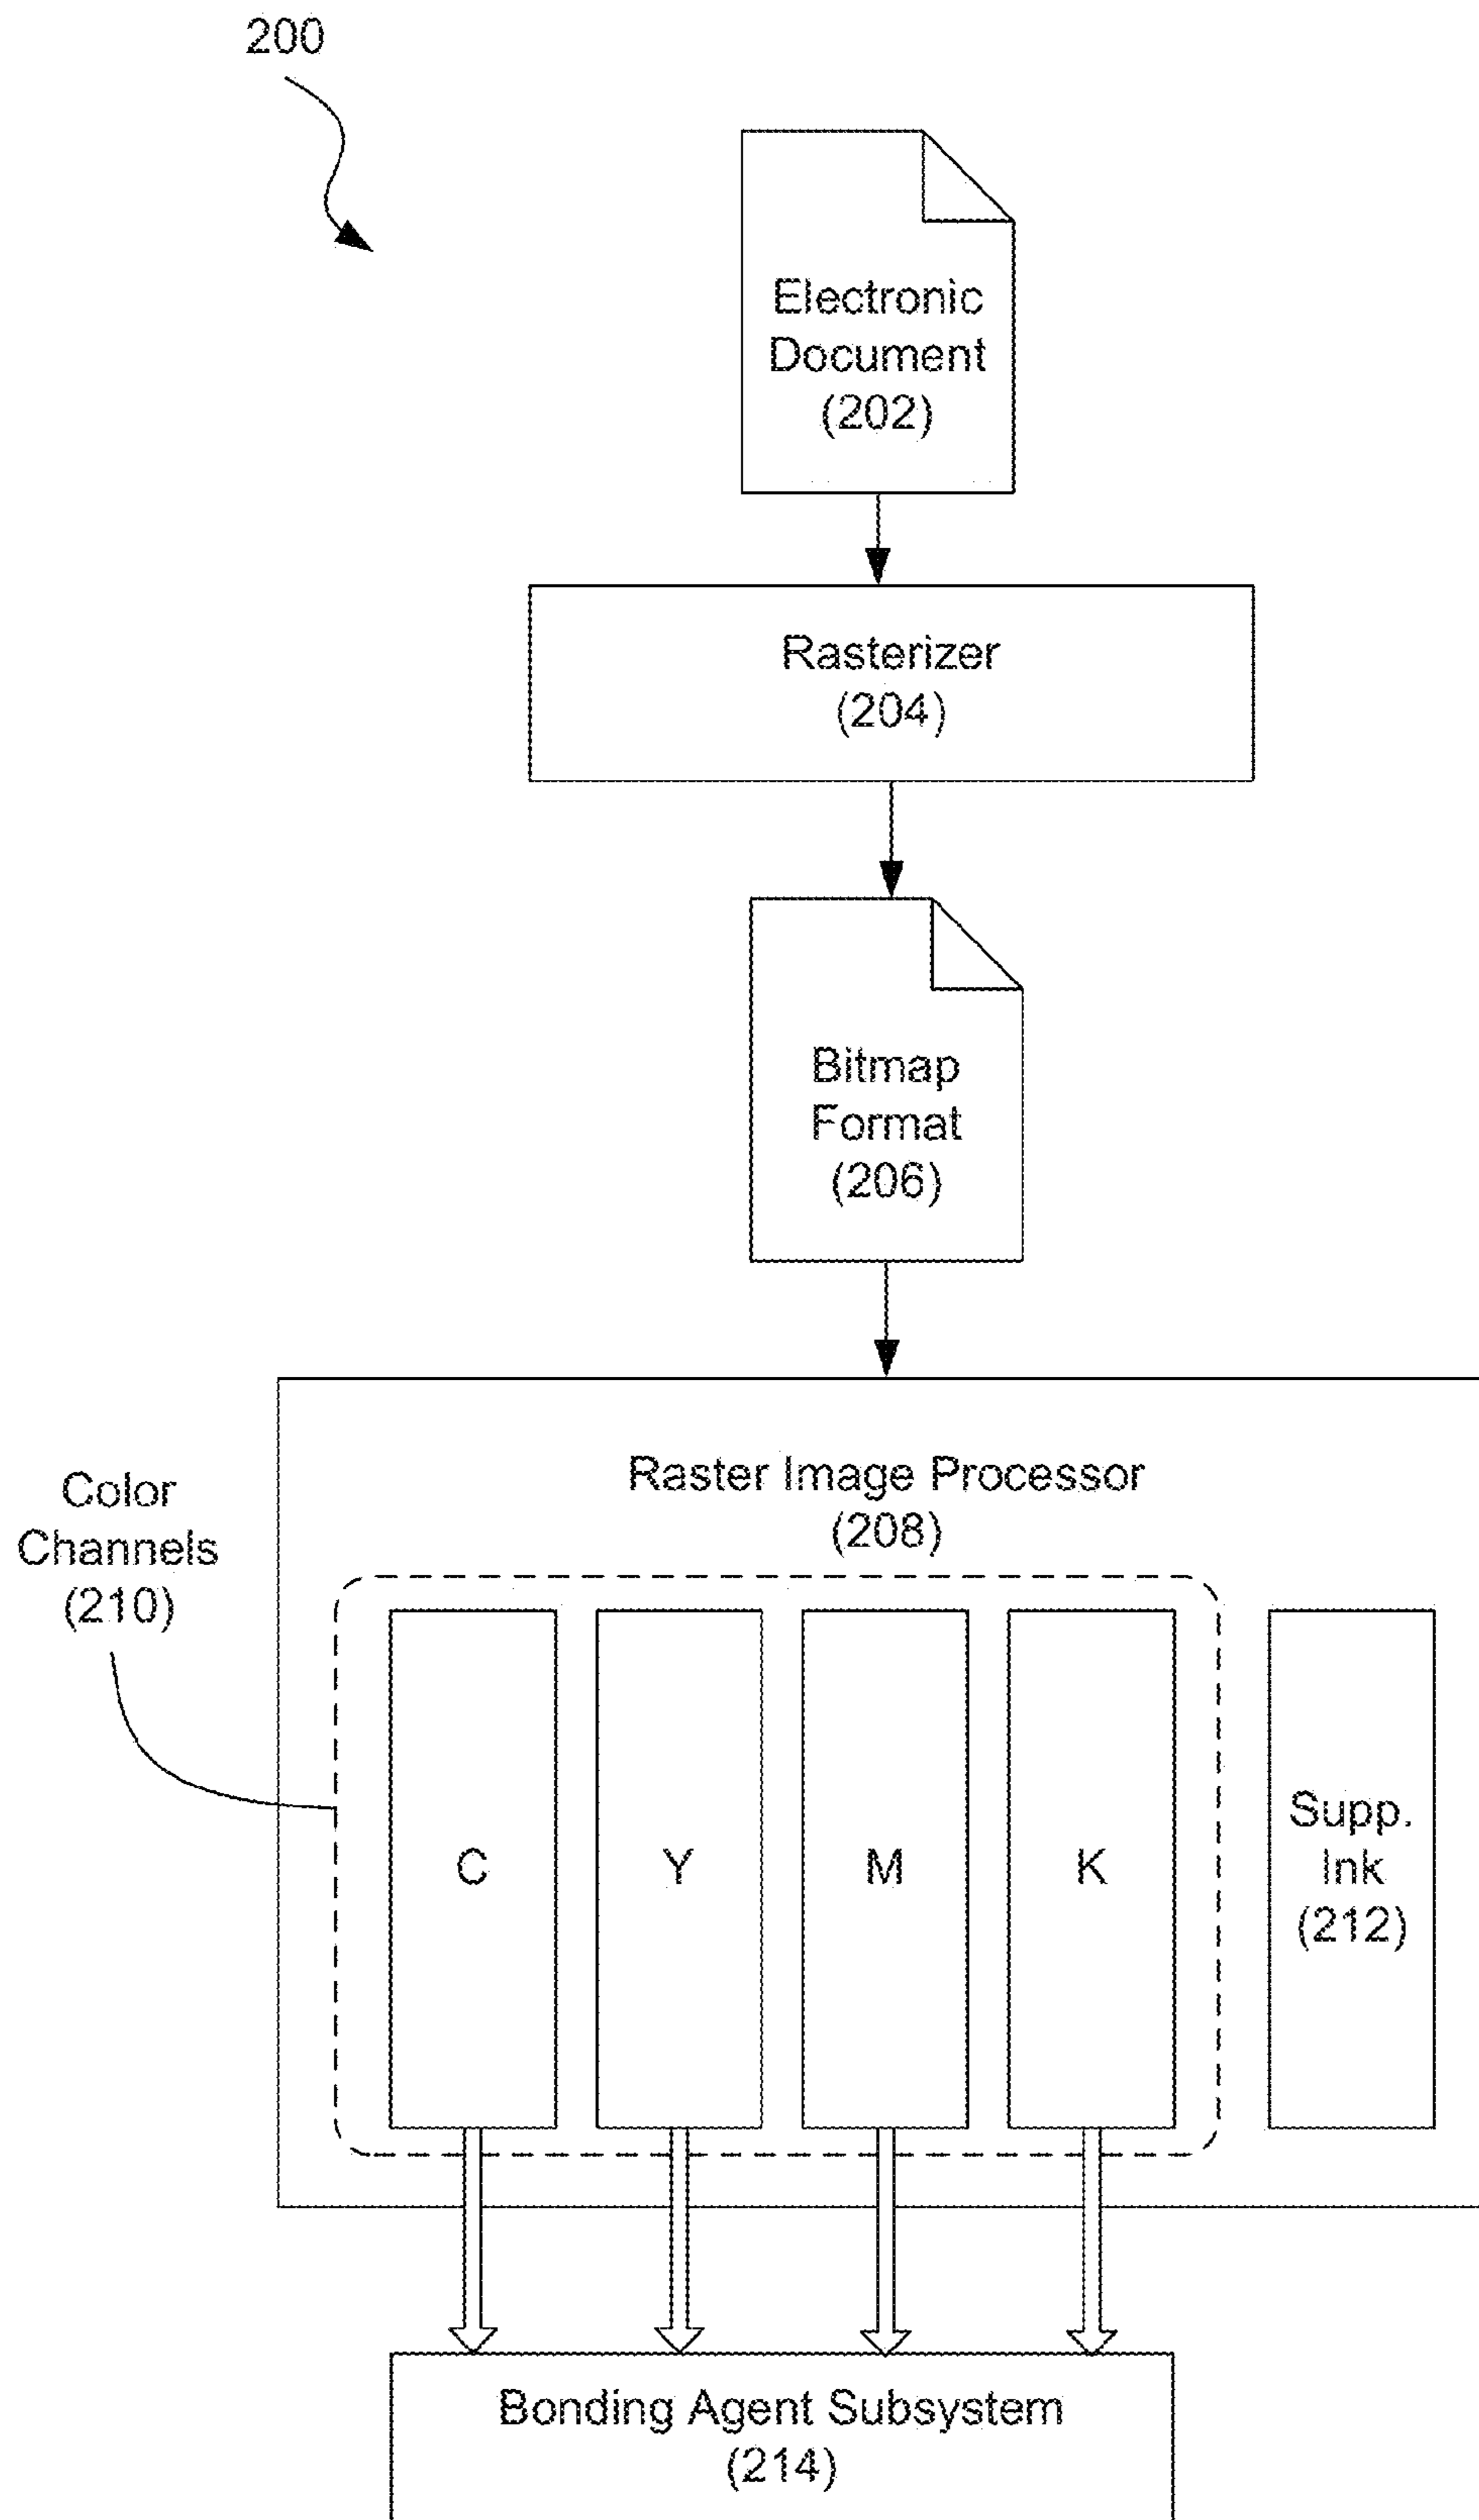 200
Electronic
Document
(202)
Rasterizer
(204)
Bitmap
Format
(206)
Raster Image Processor
(208)
Color
Channels
(210)
C
Y
M
K
Supp.
Ink
(212)
Bonding Agent Subsystem
(214)